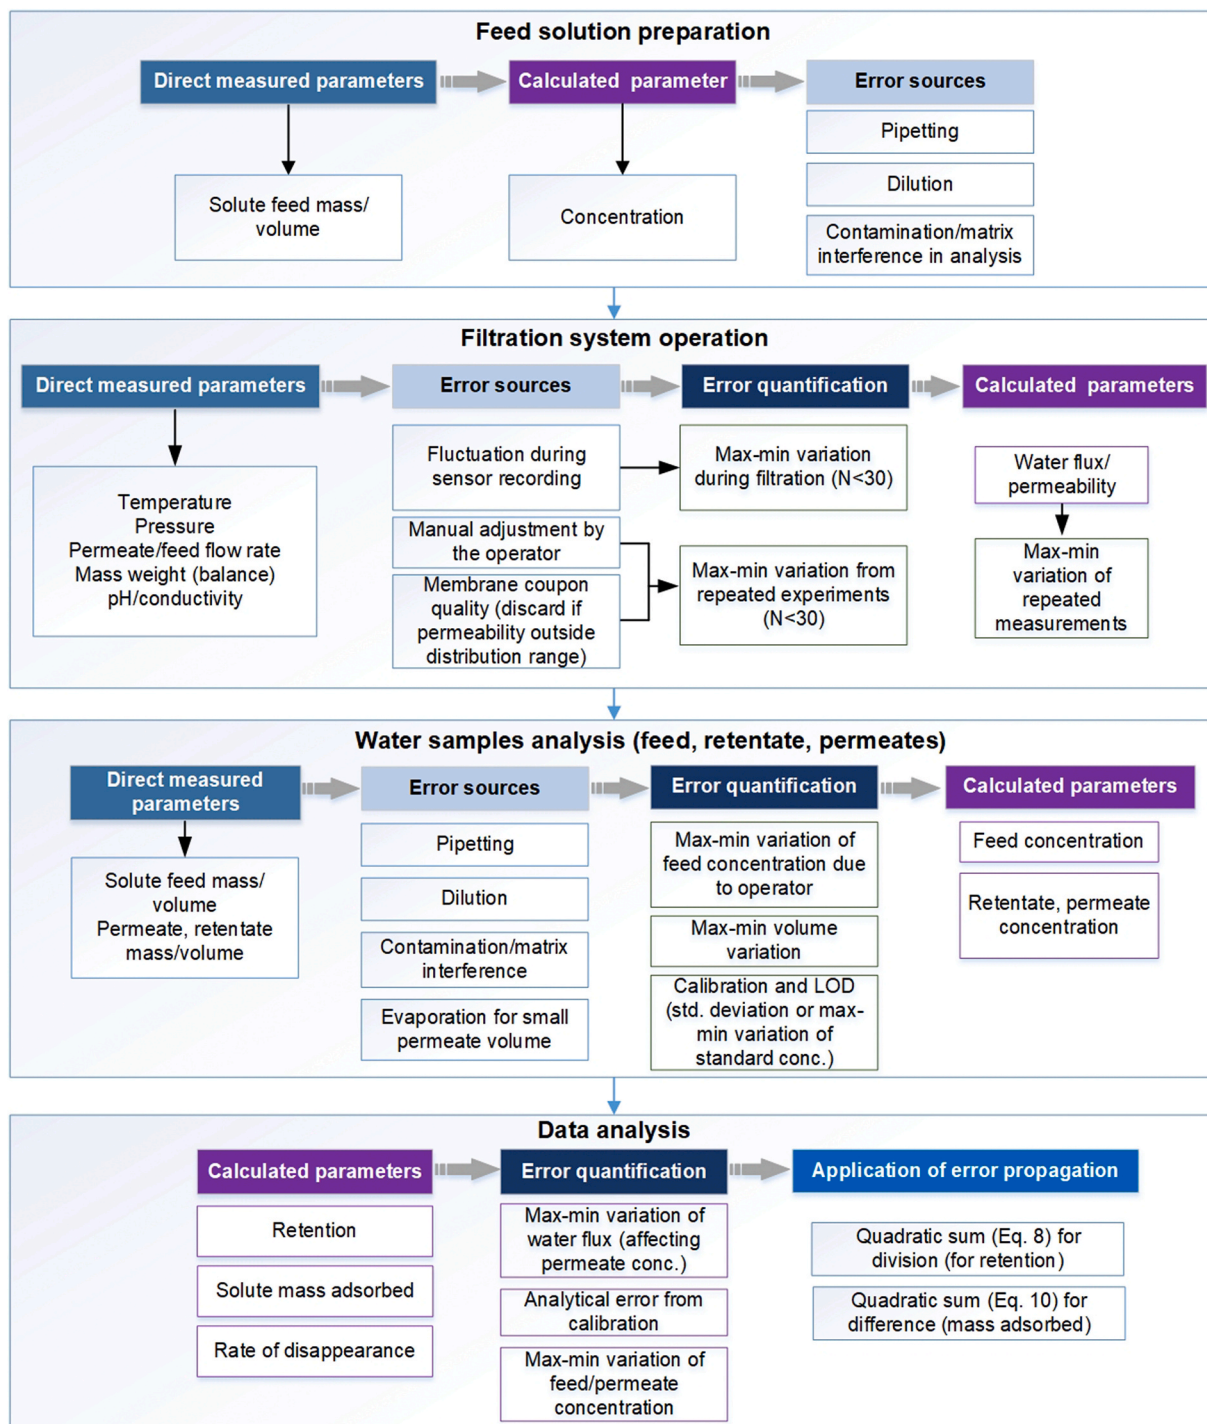 Feed solution preparation
Direct measured parameters
Calculated parameter
Error sources
Solute feed mass/
volume
Concentration
Pipetting
Dilution
Contamination/matrix
interference in analysis
Filtration system operation
Direct measured parameters
Error sources
Error quantification
Calculated parameters
Temperature
Pressure
Permeate/feed flow rate
Mass weight (balance)
pH/conductivity
Fluctuation during
sensor recording
Manual adjustment by
the operator
Membrane coupon
quality (discard if
permeability outside
distribution range)
Max-min variation
during filtration (N<30)
Max-min variation from
repeated experiments
(N<30)
Water flux/
permeability
Max-min
variation of
repeated
measurements
Water samples analysis (feed, retentate, permeates)
Direct measured
parameters
Error sources
Error quantification
Calculated parameters
Solute feed mass/
volume
Permeate, retentate
mass/volume
Pipetting
Dilution
Contamination/matrix
interference
Evaporation for small
permeate volume
Max-min variation of
feed concentration due
to operator
Max-min volume
variation
Calibration and LOD
(std. deviation or max-
min variation of
standard conc.)
Feed concentration
Retentate, permeate
concentration
Data analysis
Calculated parameters
Error quantification
Application of error propagation
Retention
Solute mass adsorbed
Rate of disappearance
Max-min variation of
water flux (affecting
permeate conc.)
Analytical error from
calibration
Max-min variation of
feed/permeate
concentration
Quadratic sum (Eq. 8) for
division (for retention)
Quadratic sum (Eq. 10) for
difference (mass adsorbed)